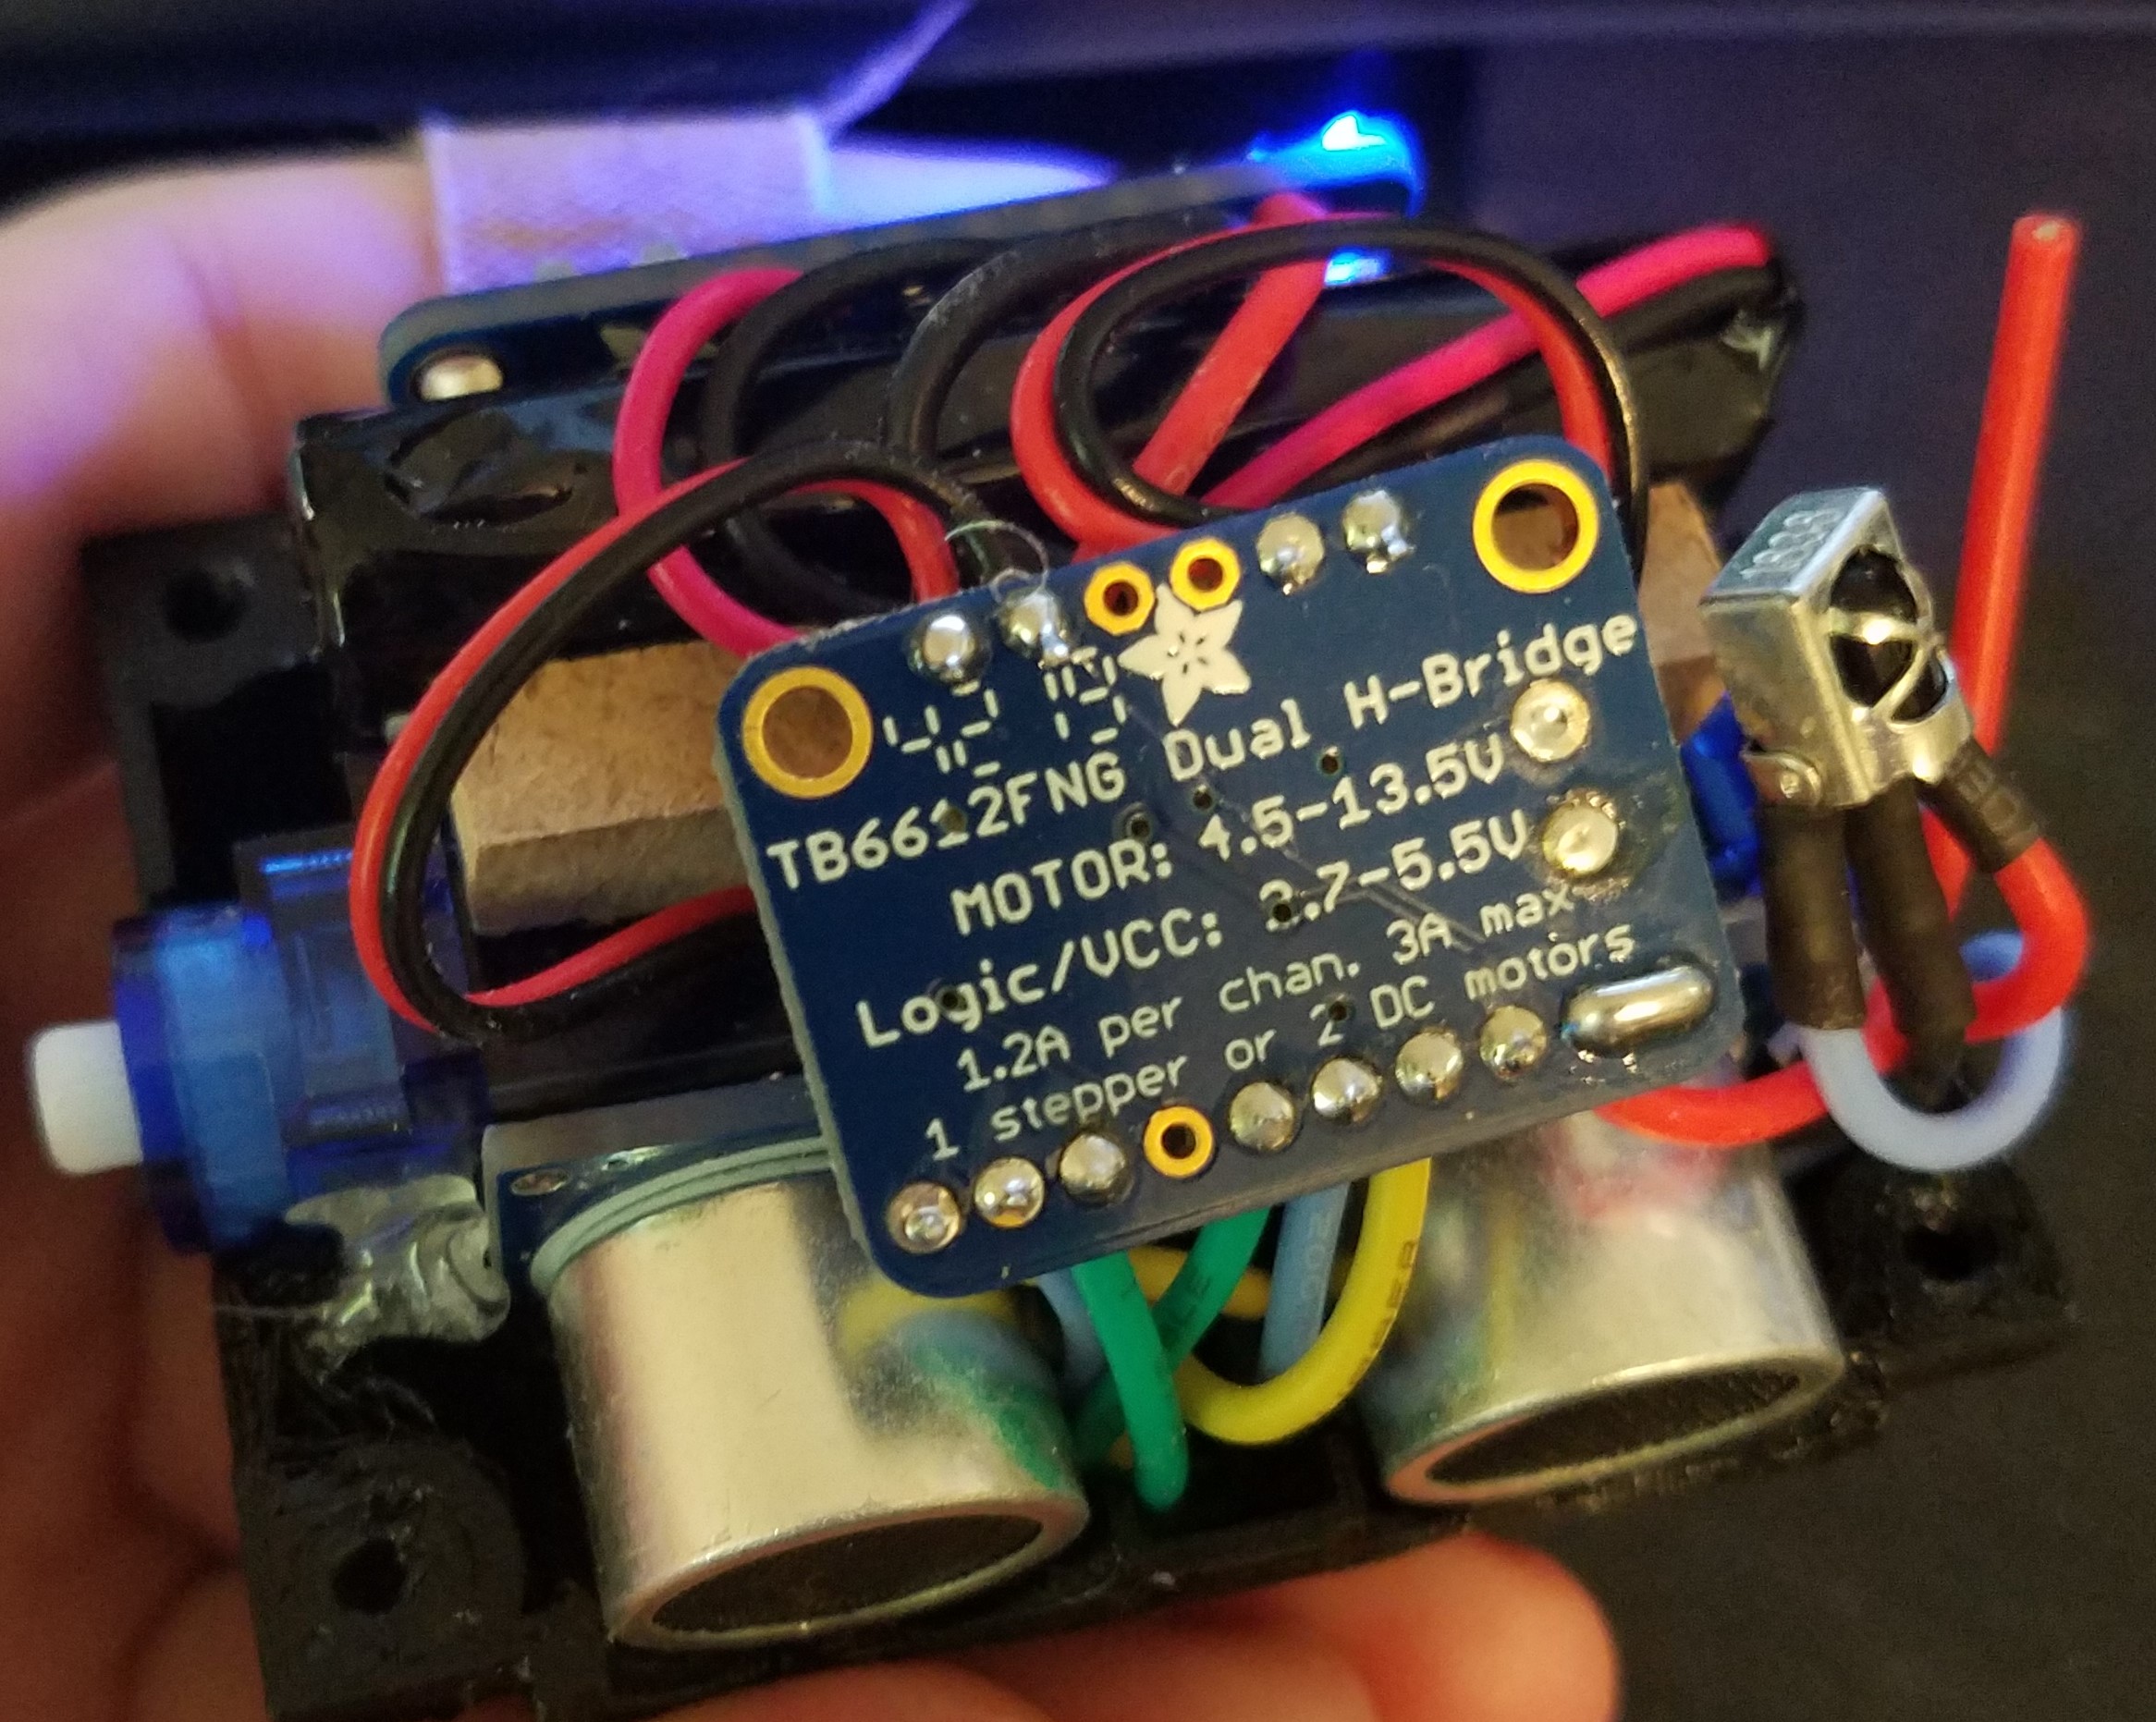 TB6612FNG Dual H-Bridge
MOTOR: 4.5-13.5V
Logic/VCC: 2.7-5.5V
1.2A per chan. 3A max
1 stepper or 2 DC motors